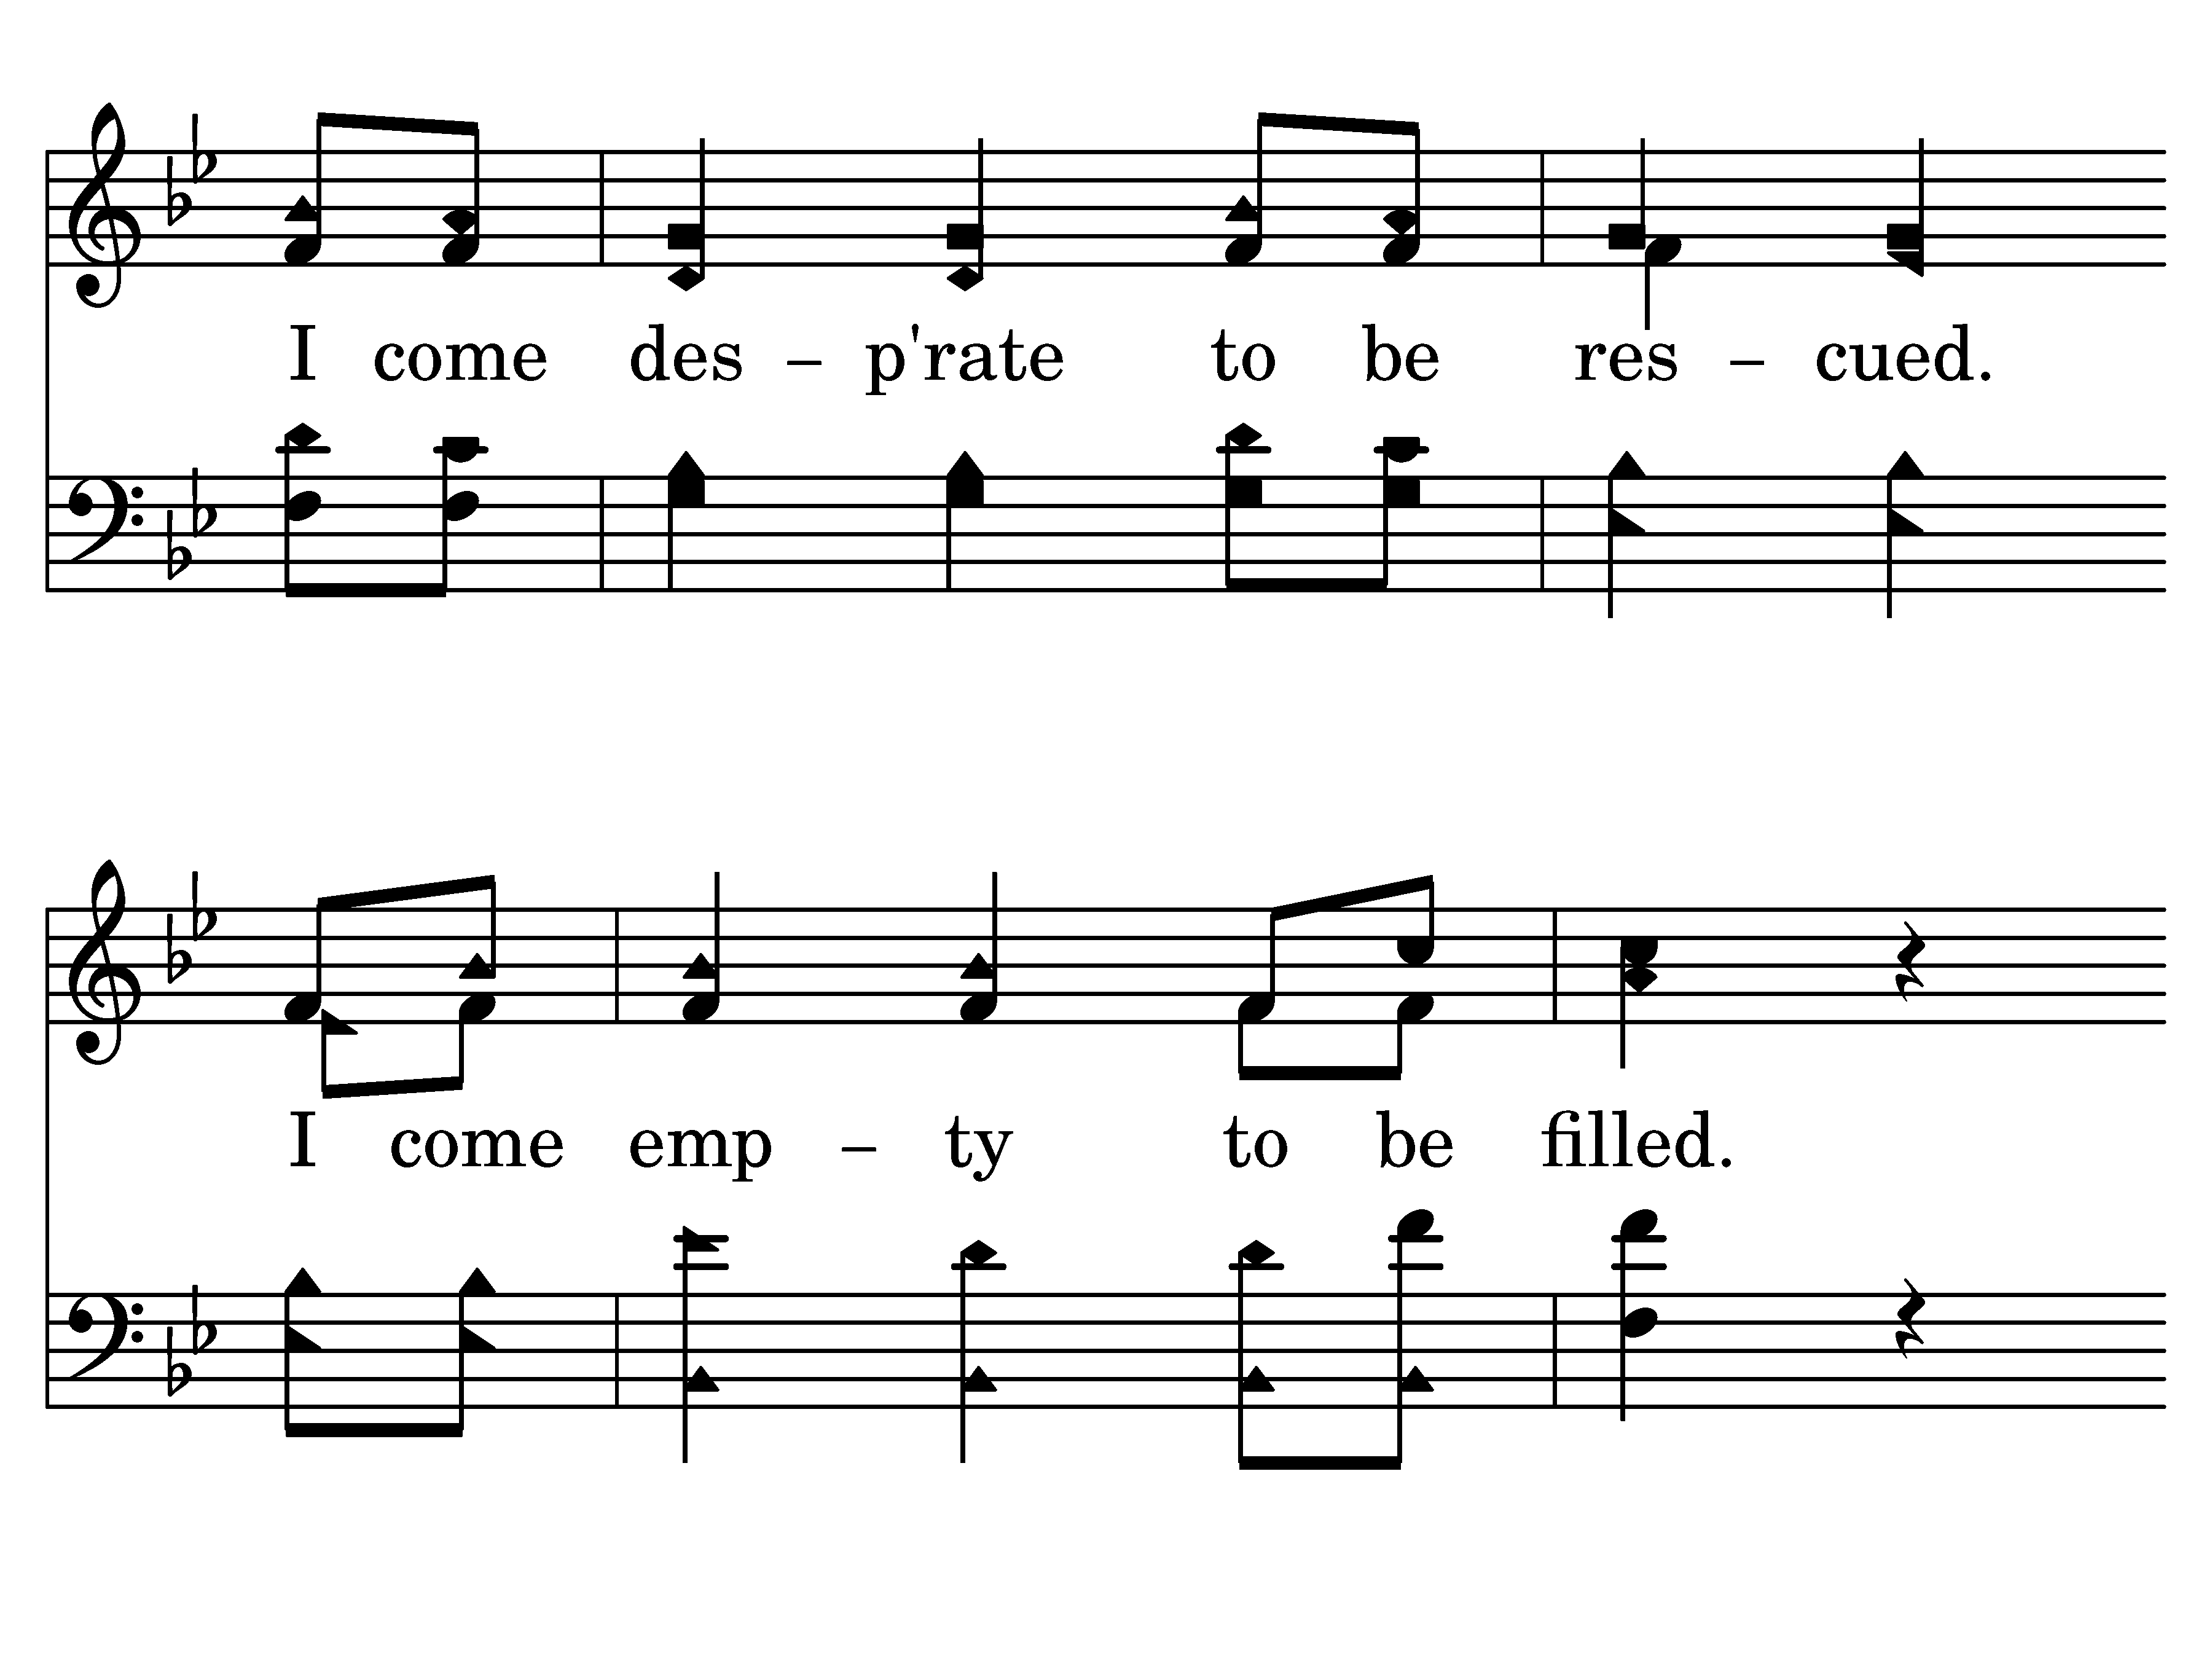 I come des – p'rate to be res – cued.
I come emp – ty to be filled.